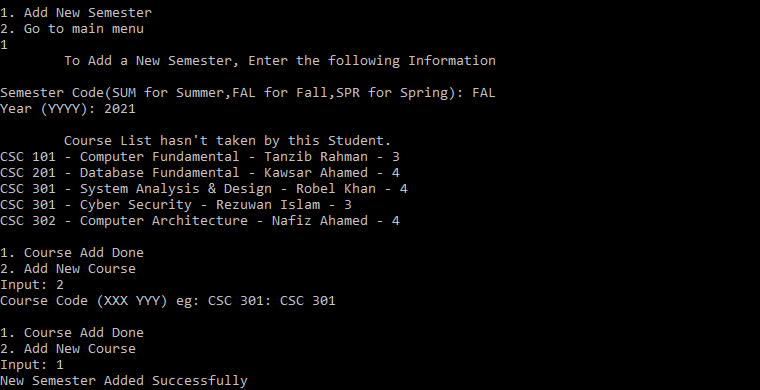 1. Add New Semester
2. Go to main menu
1
To Add a New Semester, Enter the following Information
Semester Code(SUM for Summer,FAL for Fall,SPR for Spring): FAL
Year (YYYY): 2021
Course List hasn't taken by this Student.
CSC 101 - Computer Fundamental - Tanzib Rahman - 3
CSC 201 - Database Fundamental - Kawsar Ahamed - 4
CSC 301 - System Analysis & Design - Robel Khan - 4
CSC 301 - Cyber Security - Rezuwan Islam - 3
CSC 302 - Computer Architecture - Nafiz Ahamed - 4
1. Course Add Done
2. Add New Course
Input: 2
Course Code (XXX YYY) eg: CSC 301: CSC 301
1. Course Add Done
2. Add New Course
Input: 1
New Semester Added Successfully